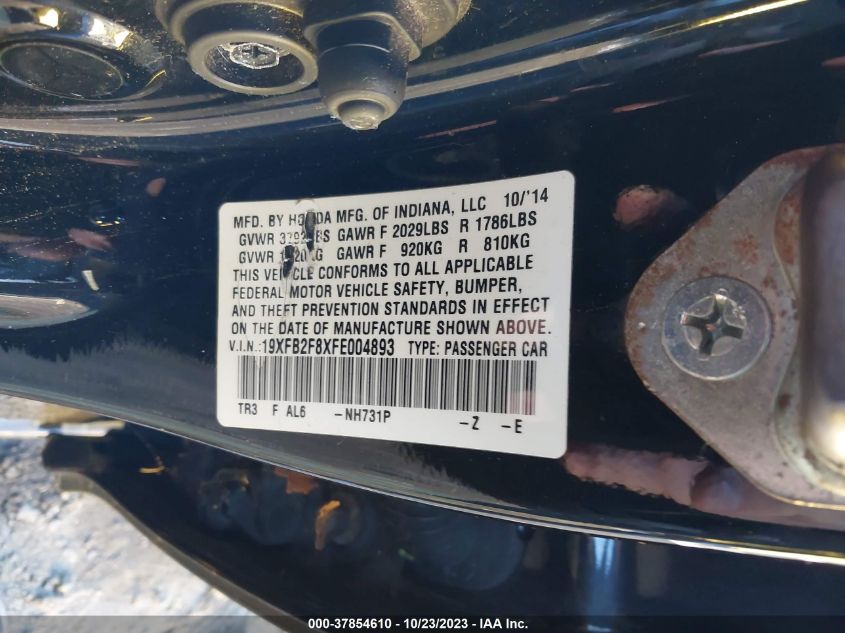 MFD. BY HONDA MFG. OF INDIANA, LLC 10/'14
GVWR LBS GAWR F 2029LBS R 1786LBS
GVWR KG GAWR F 920KG R 810KG
THIS VEHICLE CONFORMS TO ALL APPLICABLE
FEDERAL MOTOR VEHICLE SAFETY, BUMPER,
AND THEFT PREVENTION STANDARDS IN EFFECT
ON THE DATE OF MANUFACTURE SHOWN ABOVE.
V.I.N.:19XFB2F8XFE004893 TYPE: PASSENGER CAR
TR3 F AL6 -NH731P -Z -E
000-37854610 - 10/23/2023 - IAA Inc.